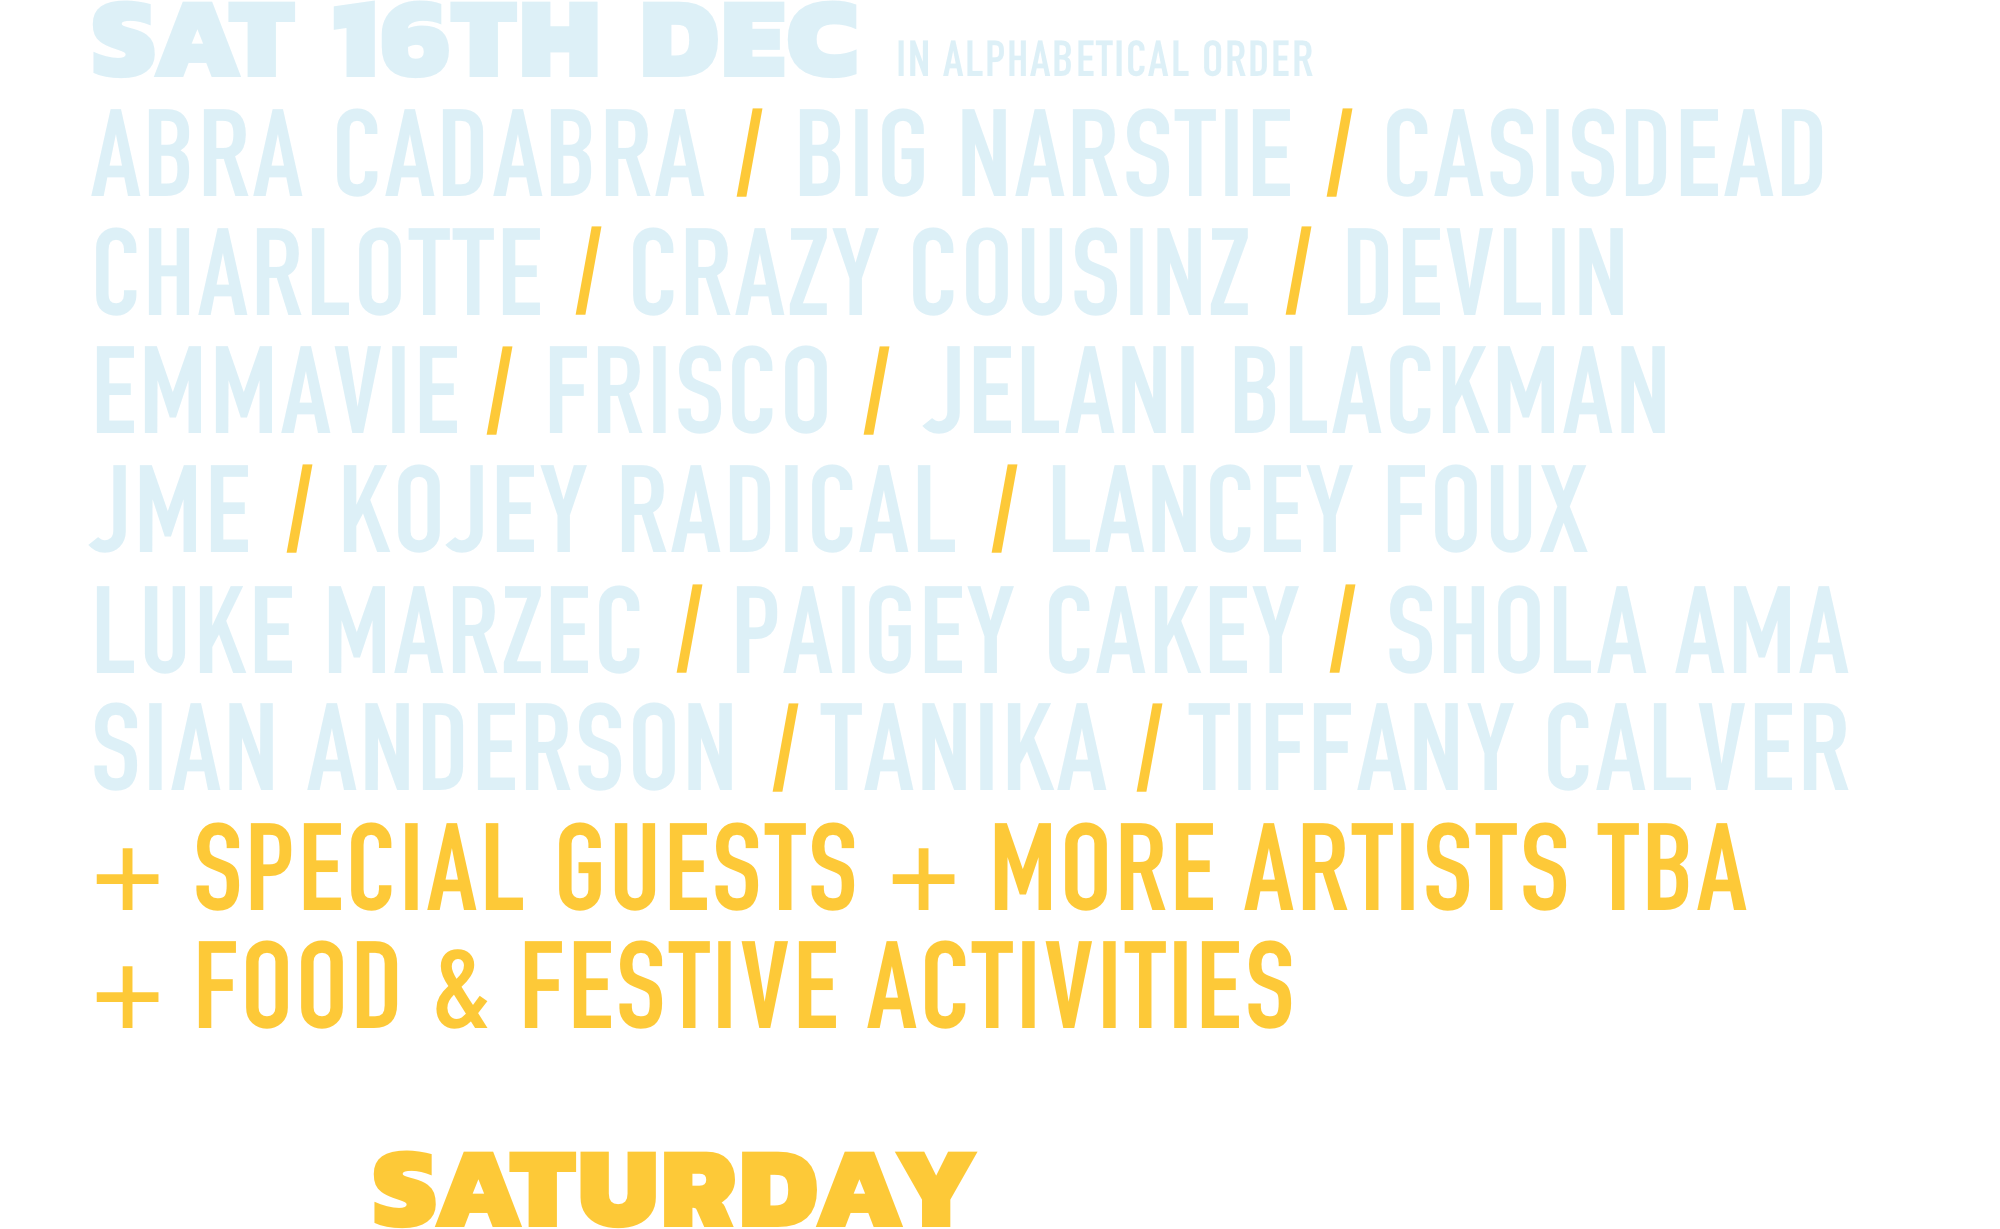 SAT 16TH DEC IN ALPHABETICAL ORDER
ABRA CADABRA / BIG NARSTIE / CASISDEAD
CHARLOTTE / CRAZY COUSINZ / DEVLIN
EMMAVIE / FRISCO / JELANI BLACKMAN
JME / KOJEY RADICAL / LANCEY FOUX
LUKE MARZEC / PAIGEY CAKEY / SHOLA AMA
SIAN ANDERSON / TANIKA / TIFFANY CALVER
+ SPECIAL GUESTS + MORE ARTISTS TBA
+ FOOD & FESTIVE ACTIVITIES
SATURDAY